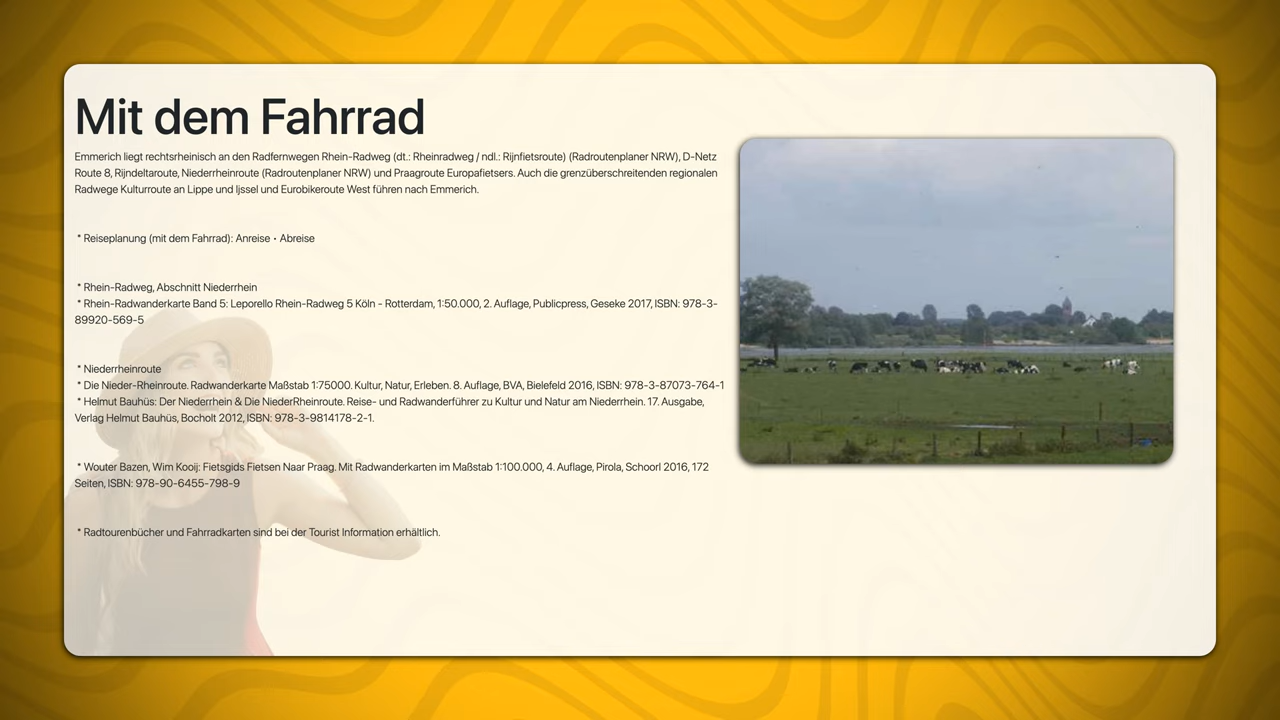 Mit dem Fahrrad
Emmerich liegt rechtsrheinisch an den Radfernwegen Rhein-Radweg (dt.: Rheinradweg / ndl.: Rijnfietsroute) (Radroutenplaner NRW), D-Netz
Route 8, Rijndeltaroute, Niederrheinroute (Radroutenplaner NRW) und Praagroute Europafietsers. Auch die grenzüberschreitenden regionalen
Radwege Kulturroute an Lippe und Ijssel und Eurobikeroute West führen nach Emmerich.
* Reiseplanung (mit dem Fahrrad): Anreise • Abreise
* Rhein-Radweg, Abschnitt Niederrhein
* Rhein-Radwanderkarte Band 5: Leporello Rhein-Radweg 5 Köln - Rotterdam, 1:50.000, 2. Auflage, Publicpress, Geseke 2017, ISBN: 978-3-
89920-569-5
* Niederrheinroute
* Die Nieder-Rheinroute. Radwanderkarte Maßstab 1:75000. Kultur, Natur, Erleben. 8. Auflage, BVA, Bielefeld 2016, ISBN: 978-3-87073-764-1
* Helmut Bauhüs: Der Niederrhein & Die NiederRheinroute. Reise- und Radwanderführer zu Kultur und Natur am Niederrhein. 17. Ausgabe,
Verlag Helmut Bauhüs, Bocholt 2012, ISBN: 978-3-9814178-2-1.
* Wouter Bazen, Wim Kooij: Fietsgids Fietsen Naar Praag. Mit Radwanderkarten im Maßstab 1:100.000, 4. Auflage, Pirola, Schoorl 2016, 172
Seiten, ISBN: 978-90-6455-798-9
* Radtourenbücher und Fahrradkarten sind bei der Tourist Information erhältlich.